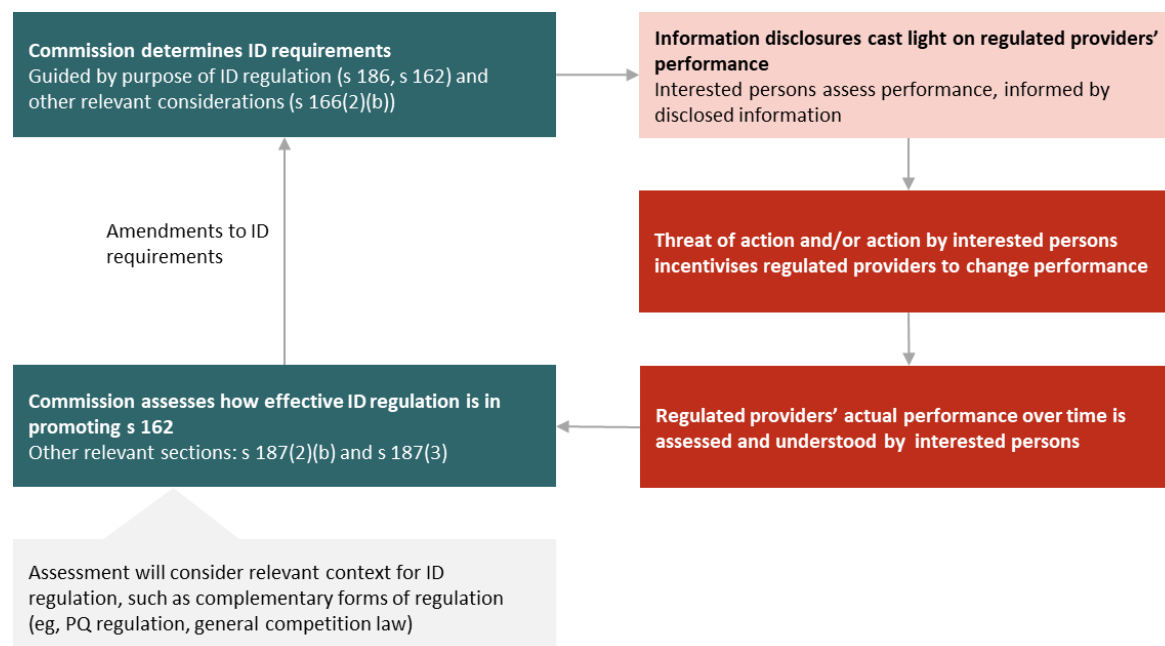 Commission determines ID requirements
Guided by purpose of ID regulation (s 186, s 162) and
other relevant considerations (s 166(2)(b))
Information disclosures cast light on regulated providers’
performance
Interested persons assess performance, informed by
disclosed information
Threat of action and/or action by interested persons
incentivises regulated providers to change performance
Amendments to ID
requirements
Regulated providers’ actual performance over time is
assessed and understood by interested persons
Commission assesses how effective ID regulation is in
promoting s 162
Other relevant sections: s 187(2)(b) and s 187(3)
Assessment will consider relevant context for ID
regulation, such as complementary forms of regulation
(eg, PQ regulation, general competition law)